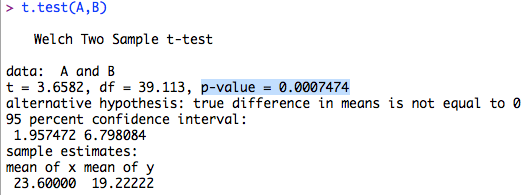 > t.test(A,B)
Welch Two Sample t-test
data:  A and B
t = 3.6582, df = 39.113, p-value = 0.0007474
alternative hypothesis: true difference in means is not equal to 0
95 percent confidence interval:
 1.957472 6.798084
sample estimates:
mean of x mean of y
 23.60000  19.22222